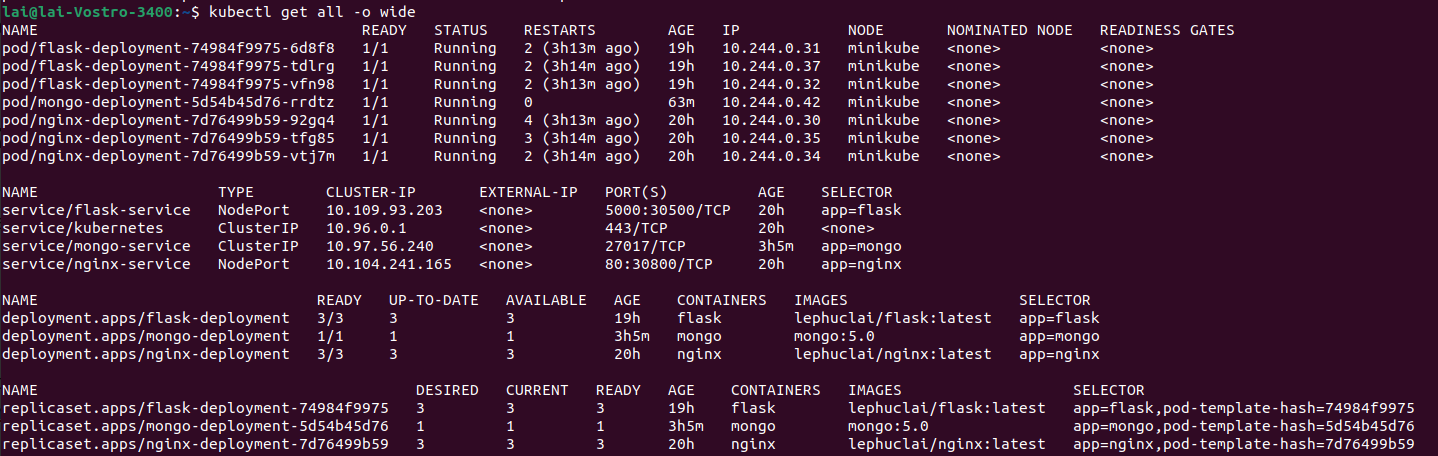 lai@lai-Vostro-3400:~$ kubectl get all -o wide
NAME READY STATUS RESTARTS AGE IP NODE NOMINATED NODE READINESS GATES
pod/flask-deployment-74984f9975-6d8f8 1/1 Running 2 (3h13m ago) 19h 10.244.0.31 minikube <none> <none>
pod/flask-deployment-74984f9975-tdlrg 1/1 Running 2 (3h14m ago) 19h 10.244.0.37 minikube <none> <none>
pod/flask-deployment-74984f9975-vfn98 1/1 Running 2 (3h13m ago) 19h 10.244.0.32 minikube <none> <none>
pod/mongo-deployment-5d54b45d76-rrdtz 1/1 Running 0 63m 10.244.0.42 minikube <none> <none>
pod/nginx-deployment-7d76499b59-92gq4 1/1 Running 4 (3h13m ago) 20h 10.244.0.30 minikube <none> <none>
pod/nginx-deployment-7d76499b59-tfg85 1/1 Running 3 (3h14m ago) 20h 10.244.0.35 minikube <none> <none>
pod/nginx-deployment-7d76499b59-vtj7m 1/1 Running 2 (3h14m ago) 20h 10.244.0.34 minikube <none> <none>
NAME TYPE CLUSTER-IP EXTERNAL-IP PORT(S) AGE SELECTOR
service/flask-service NodePort 10.109.93.203 <none> 5000:30500/TCP 20h app=flask
service/kubernetes ClusterIP 10.96.0.1 <none> 443/TCP 20h <none>
service/mongo-service ClusterIP 10.97.56.240 <none> 27017/TCP 3h5m app=mongo
service/nginx-service NodePort 10.104.241.165 <none> 80:30800/TCP 20h app=nginx
NAME READY UP-TO-DATE AVAILABLE AGE CONTAINERS IMAGES SELECTOR
deployment.apps/flask-deployment 3/3 3 3 19h flask lephuclai/flask:latest app=flask
deployment.apps/mongo-deployment 1/1 1 1 3h5m mongo mongo:5.0 app=mongo
deployment.apps/nginx-deployment 3/3 3 3 20h nginx lephuclai/nginx:latest app=nginx
NAME DESIRED CURRENT READY AGE CONTAINERS IMAGES SELECTOR
replicaset.apps/flask-deployment-74984f9975 3 3 3 19h flask lephuclai/flask:latest app=flask,pod-template-hash=74984f9975
replicaset.apps/mongo-deployment-5d54b45d76 1 1 1 3h5m mongo mongo:5.0 app=mongo,pod-template-hash=5d54b45d76
replicaset.apps/nginx-deployment-7d76499b59 3 3 3 20h nginx lephuclai/nginx:latest app=nginx,pod-template-hash=7d76499b59